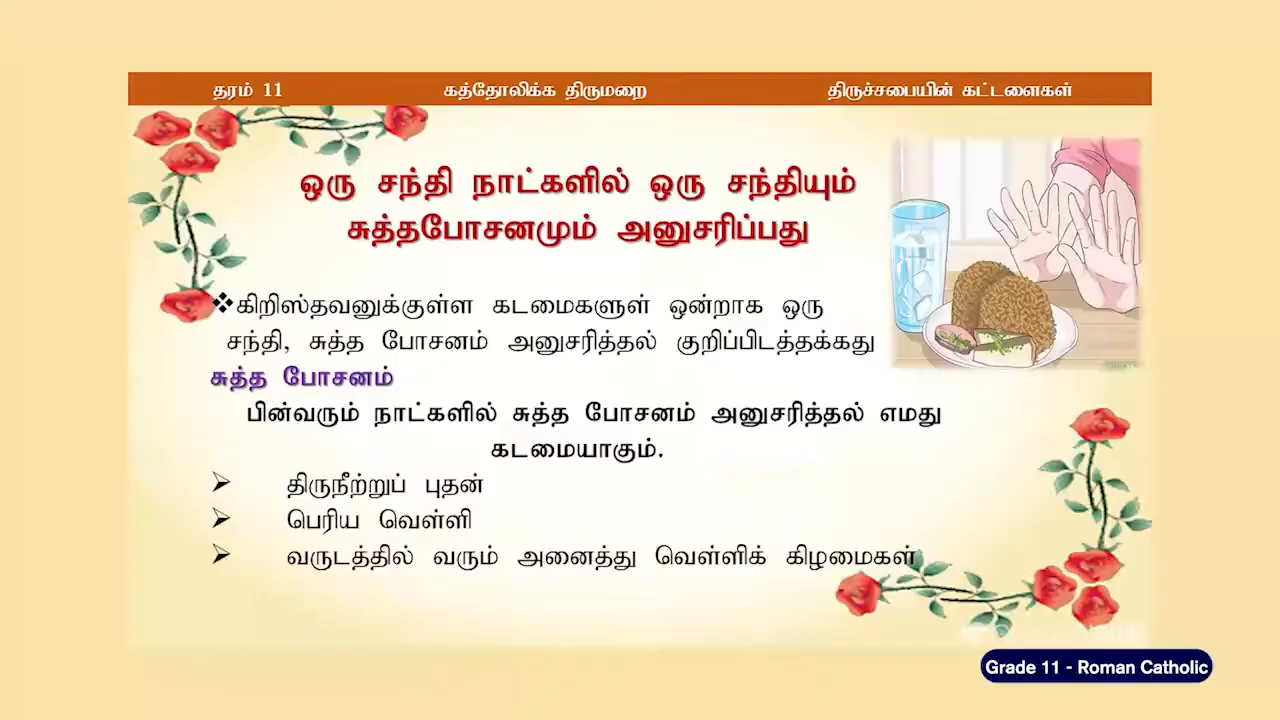 தரம் 11 கத்தோலிக்க திருமறை திருச்சபையின் கட்டளைகள்
ஒரு சந்தி நாட்களில் ஒரு சந்தியும்
சுத்தபோசனமும் அனுசரிப்பது
❖கிறிஸ்தவனுக்குள்ள கடமைகளுள் ஒன்றாக ஒரு
சந்தி, சுத்த போசனம் அனுசரித்தல் குறிப்பிடத்தக்கது
சுத்த போசனம்
பின்வரும் நாட்களில் சுத்த போசனம் அனுசரித்தல் எமது
கடமையாகும்.
➢ திருநீற்றுப் புதன்
➢ பெரிய வெள்ளி
➢ வருடத்தில் வரும் அனைத்து வெள்ளிக் கிழமைகள்
Grade 11 - Roman Catholic